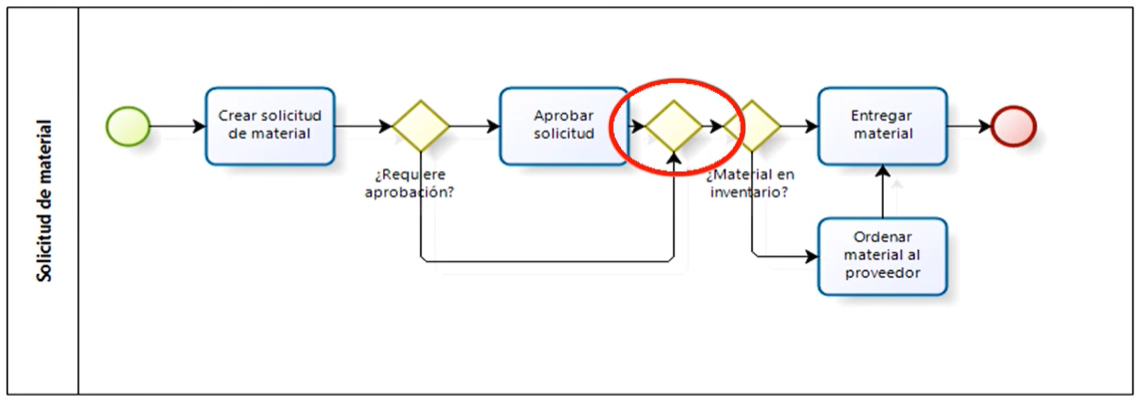 Solicitud de material
Crear solicitud
de material
¿Requiere
aprobación?
Aprobar
solicitud
¿Material en
inventario?
Entregar
material
Ordenar
material al
proveedor